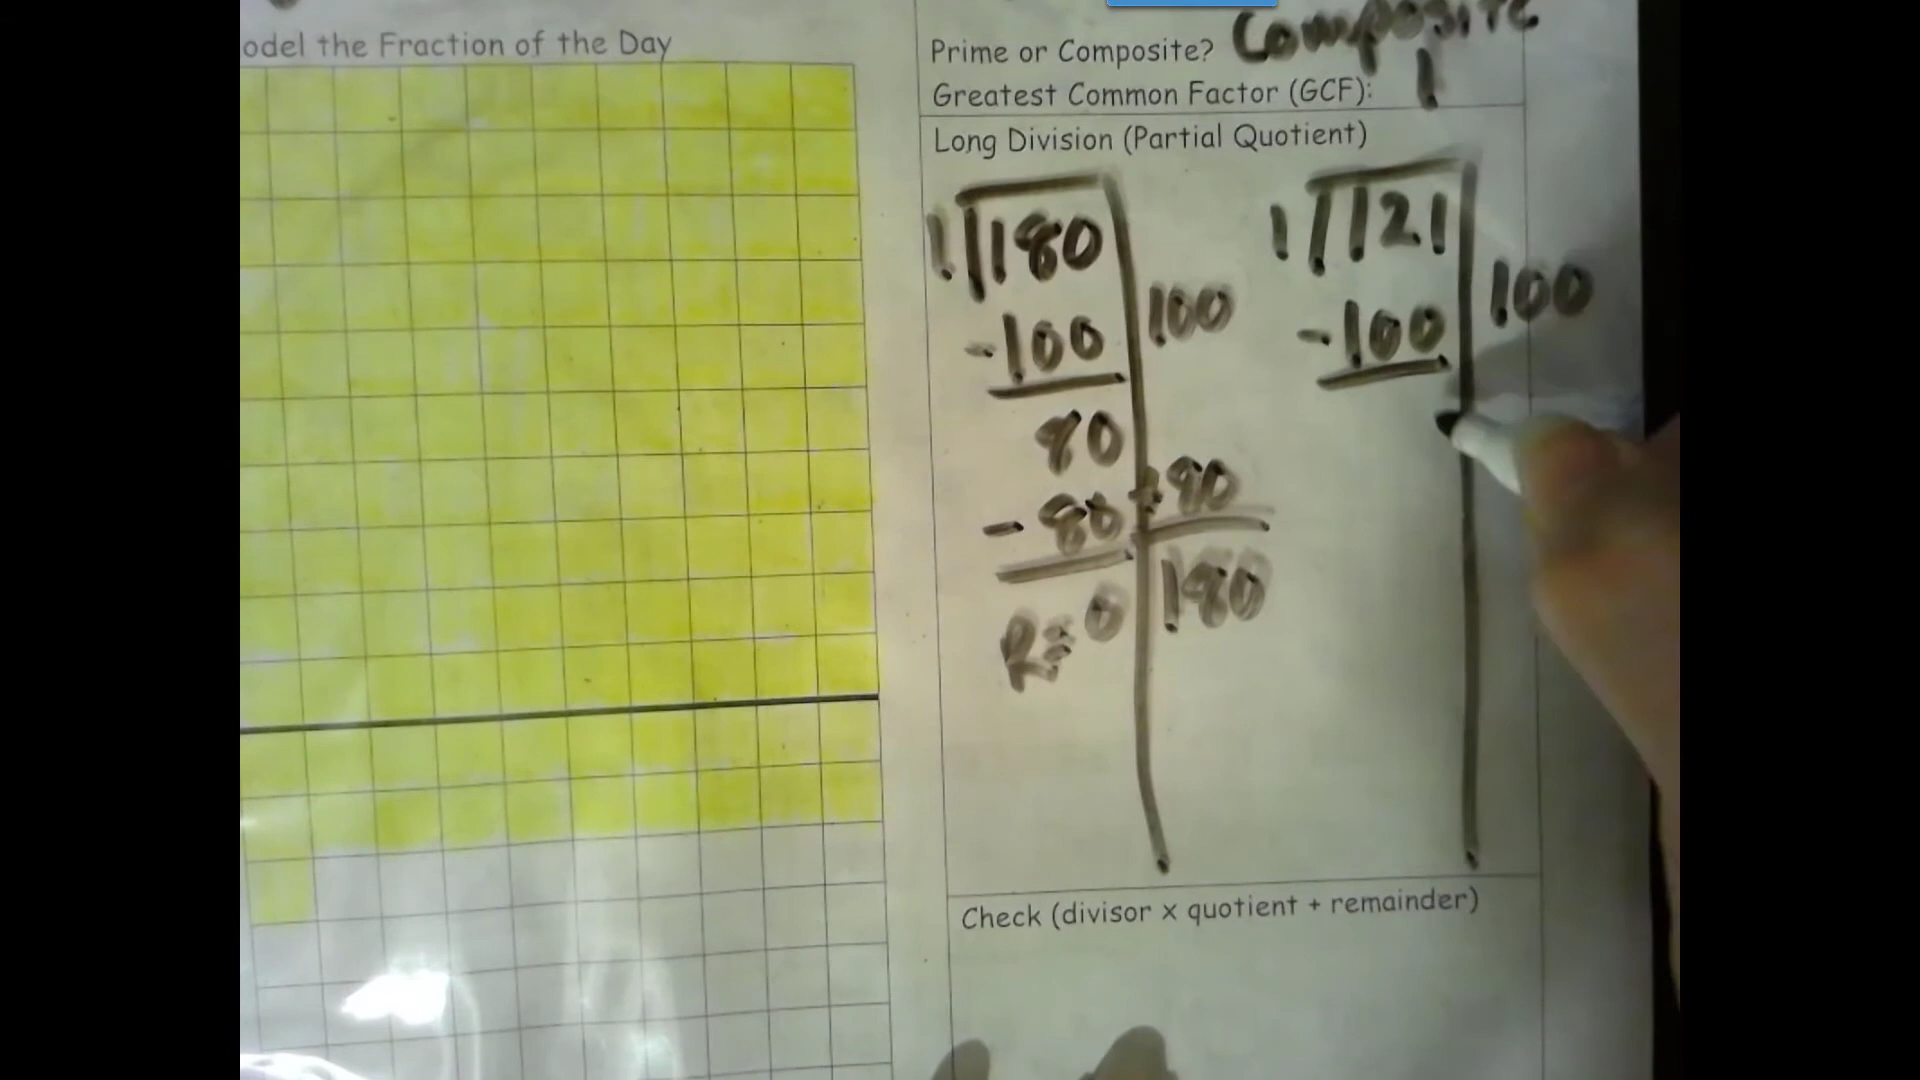 odel the Fraction of the Day
Prime or Composite? Composite
Greatest Common Factor (GCF): 1
Long Division (Partial Quotient)
1 180
-100 100
80
-80 +80
R=0 180
1 121
-100 100
Check (divisor x quotient + remainder)